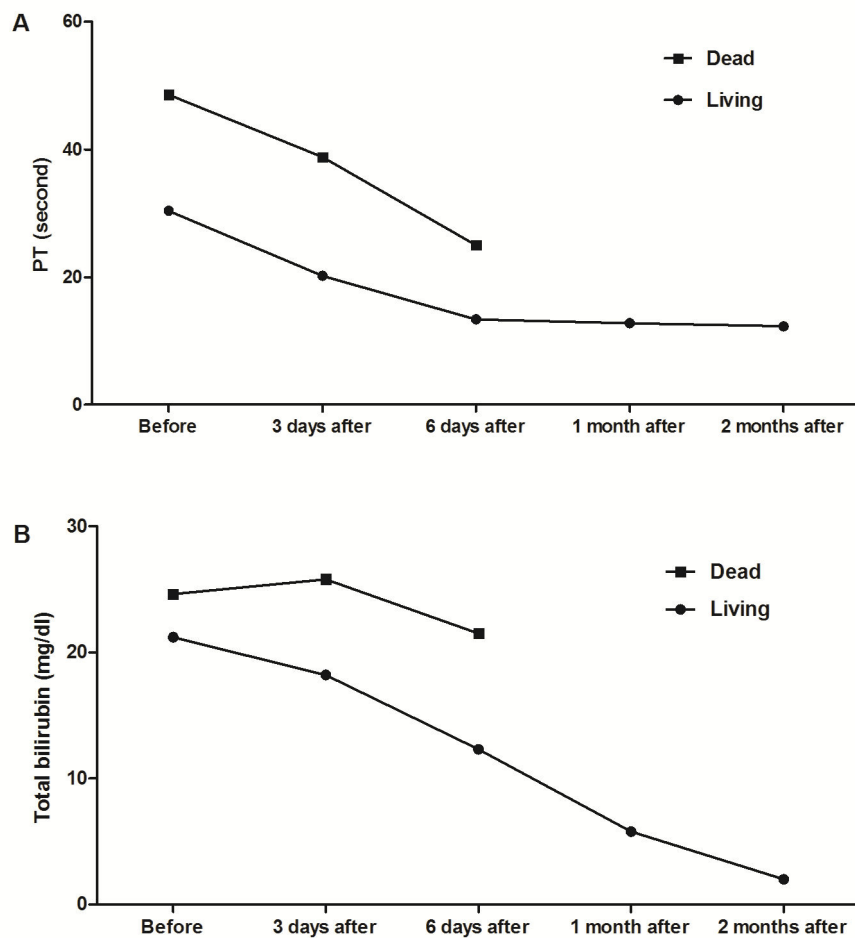 A
60
Dead
Living
40
PT (second)
20
0
Before 3 days after 6 days after 1 month after 2 months after
B
30
Dead
Living
20
Total bilirubin (mg/dl)
10
0
Before 3 days after 6 days after 1 month after 2 months after